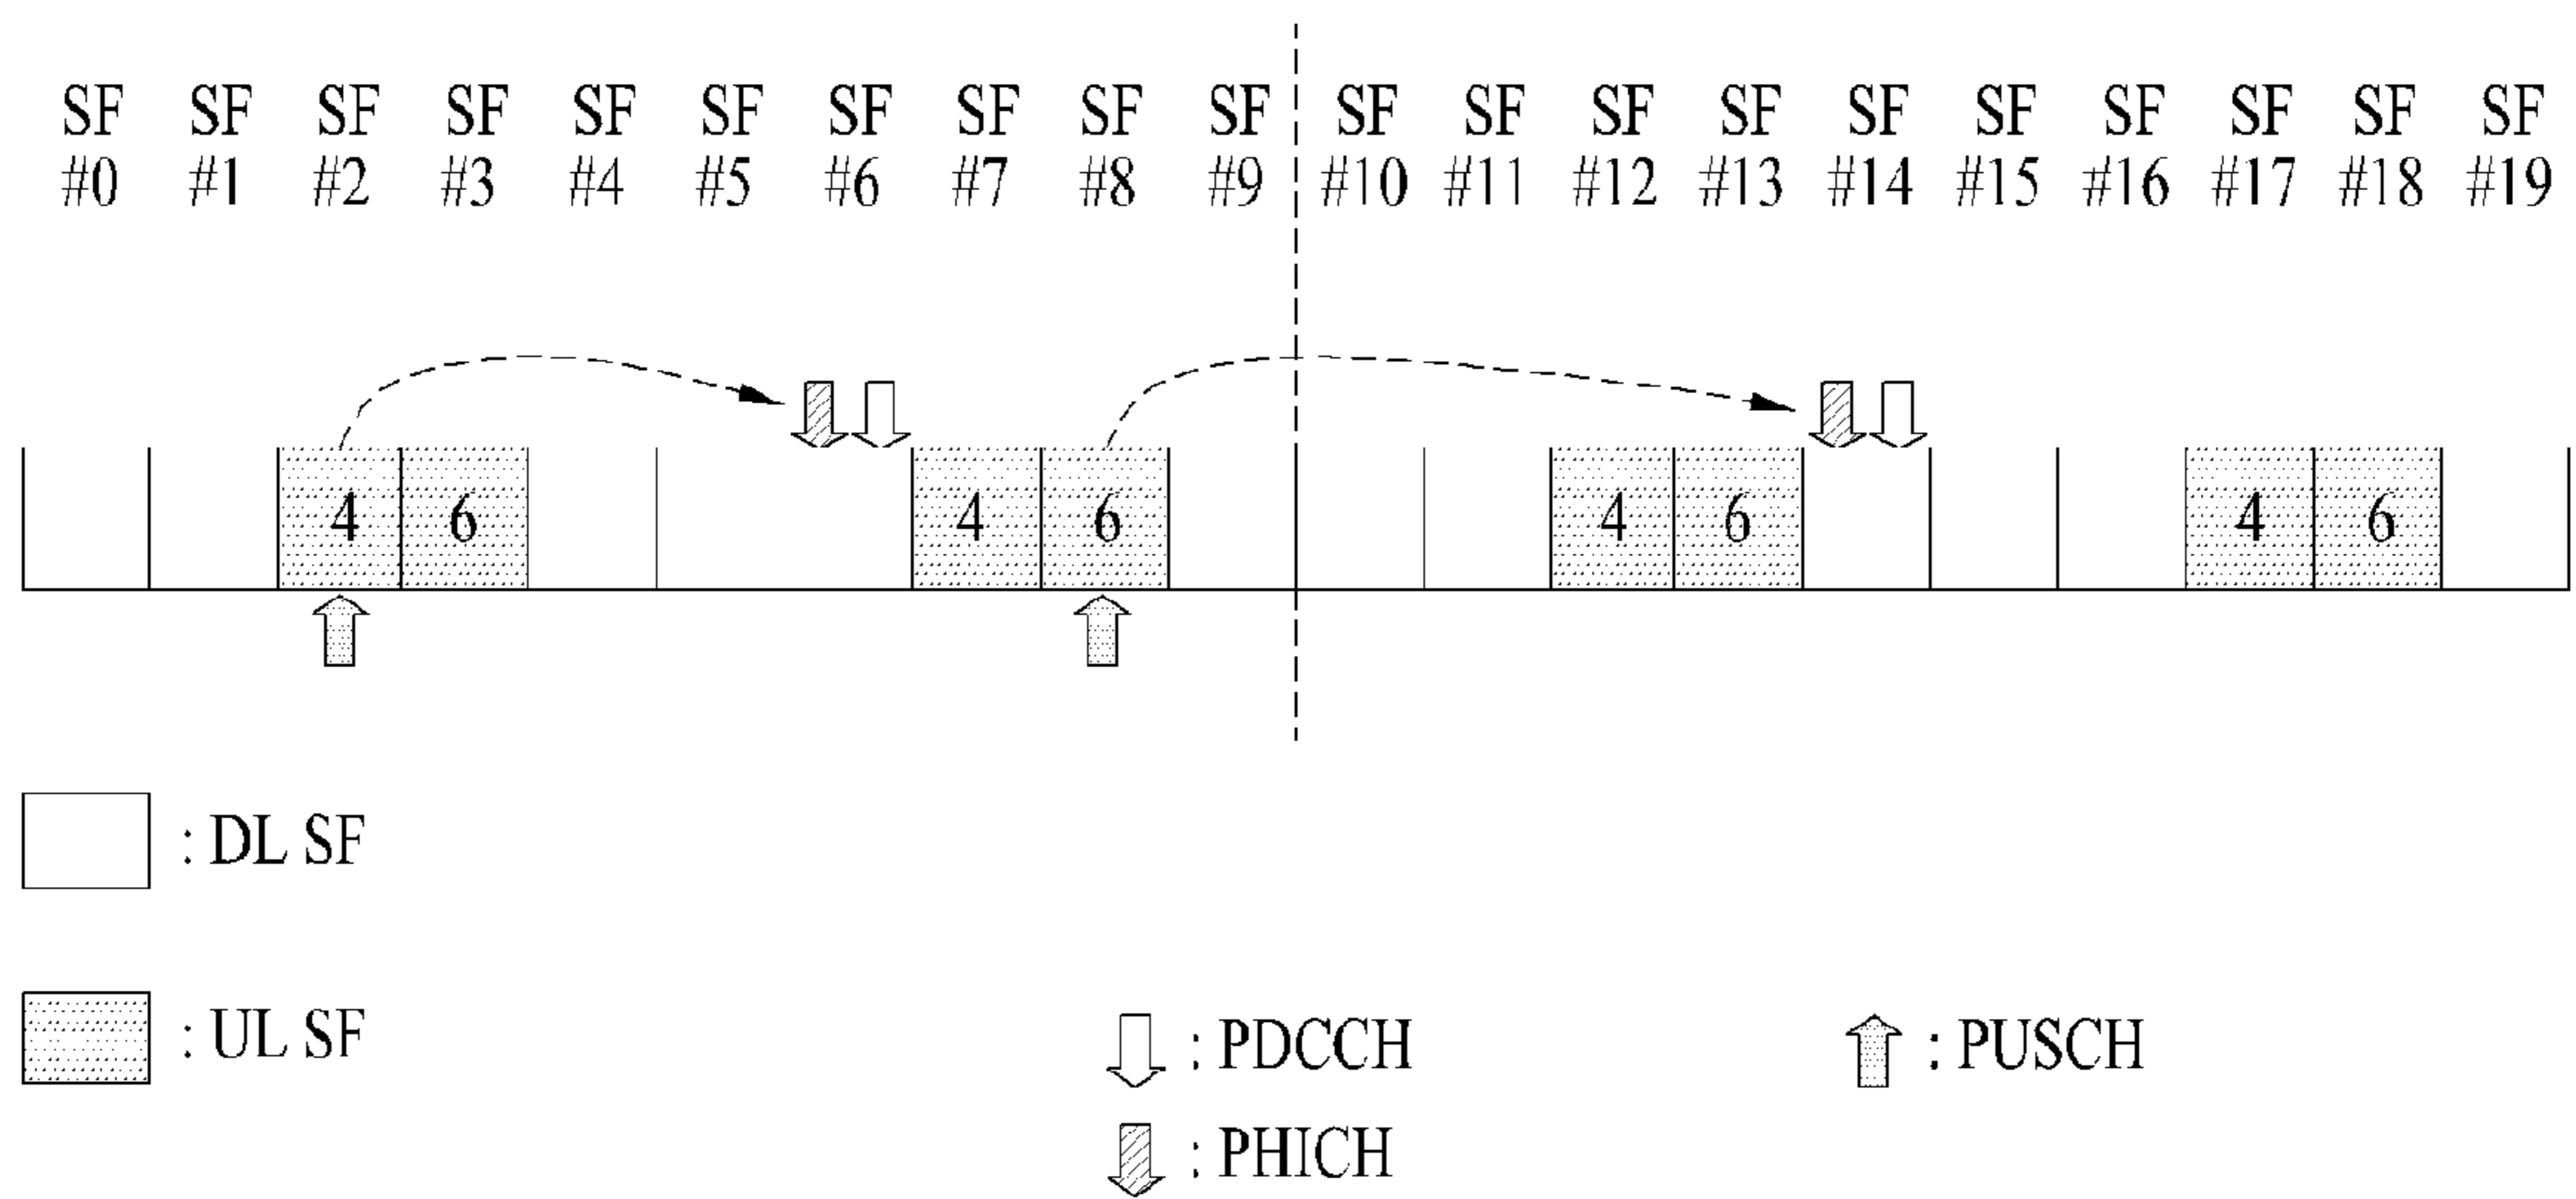 SF SF SF SF SF SF SF SF SF SF SF SF SF SF SF SF SF SF SF SF
#0 #1 #2 #3 #4 #5 #6 #7 #8 #9 #10 #11 #12 #13 #14 #15 #16 #17 #18 #19
4 6 4 6 4 6 4 6
: DL SF
: UL SF
: PDCCH
: PUSCH
: PHICH